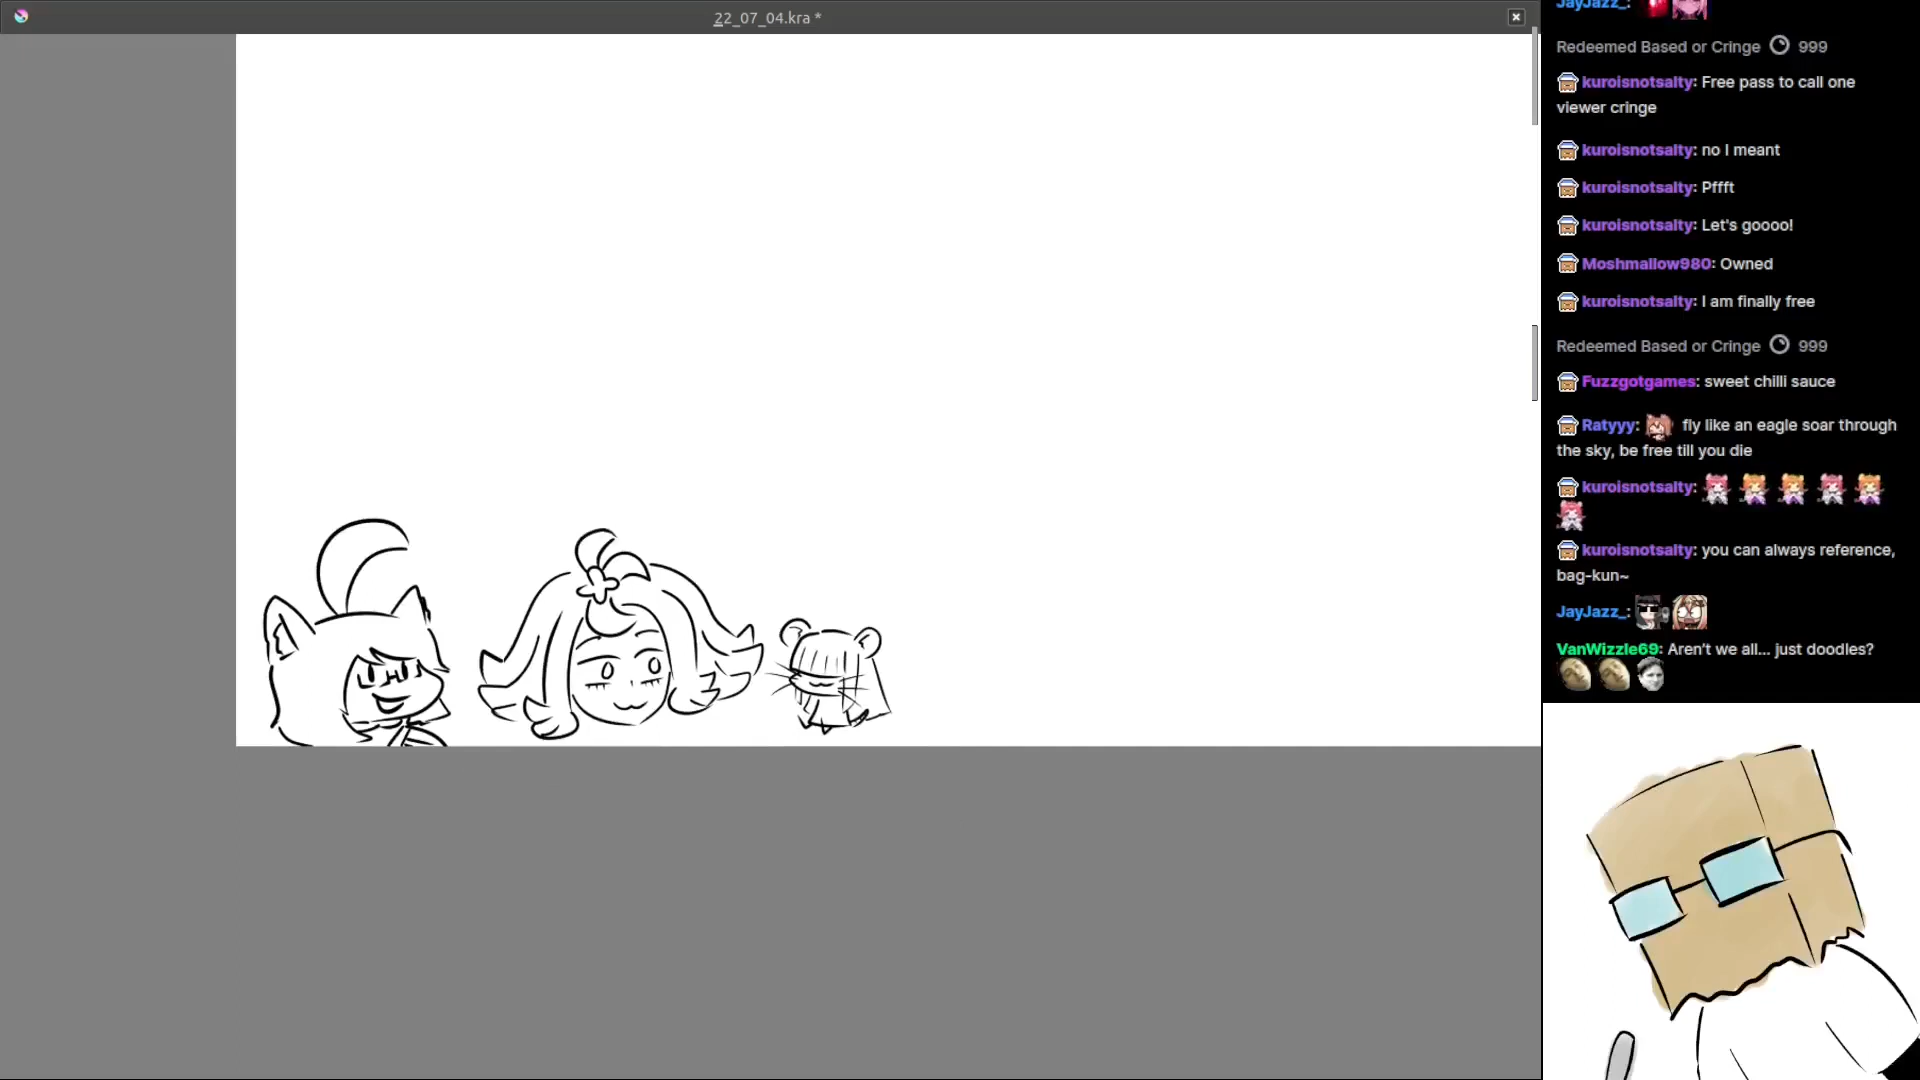 22_07_04.kra *
JayJazz_:
Redeemed Based or Cringe 999
kuroisnotsalty: Free pass to call one
viewer cringe
kuroisnotsalty: no I meant
kuroisnotsalty: Pffft
kuroisnotsalty: Let's goooo!
Moshmallow980: Owned
kuroisnotsalty: I am finally free
Redeemed Based or Cringe 999
Fuzzgotgames: sweet chilli sauce
Ratyyy: fly like an eagle soar through
the sky, be free till you die
kuroisnotsalty:
kuroisnotsalty: you can always reference,
bag-kun~
JayJazz_:
VanWizzle69: Aren't we all... just doodles?